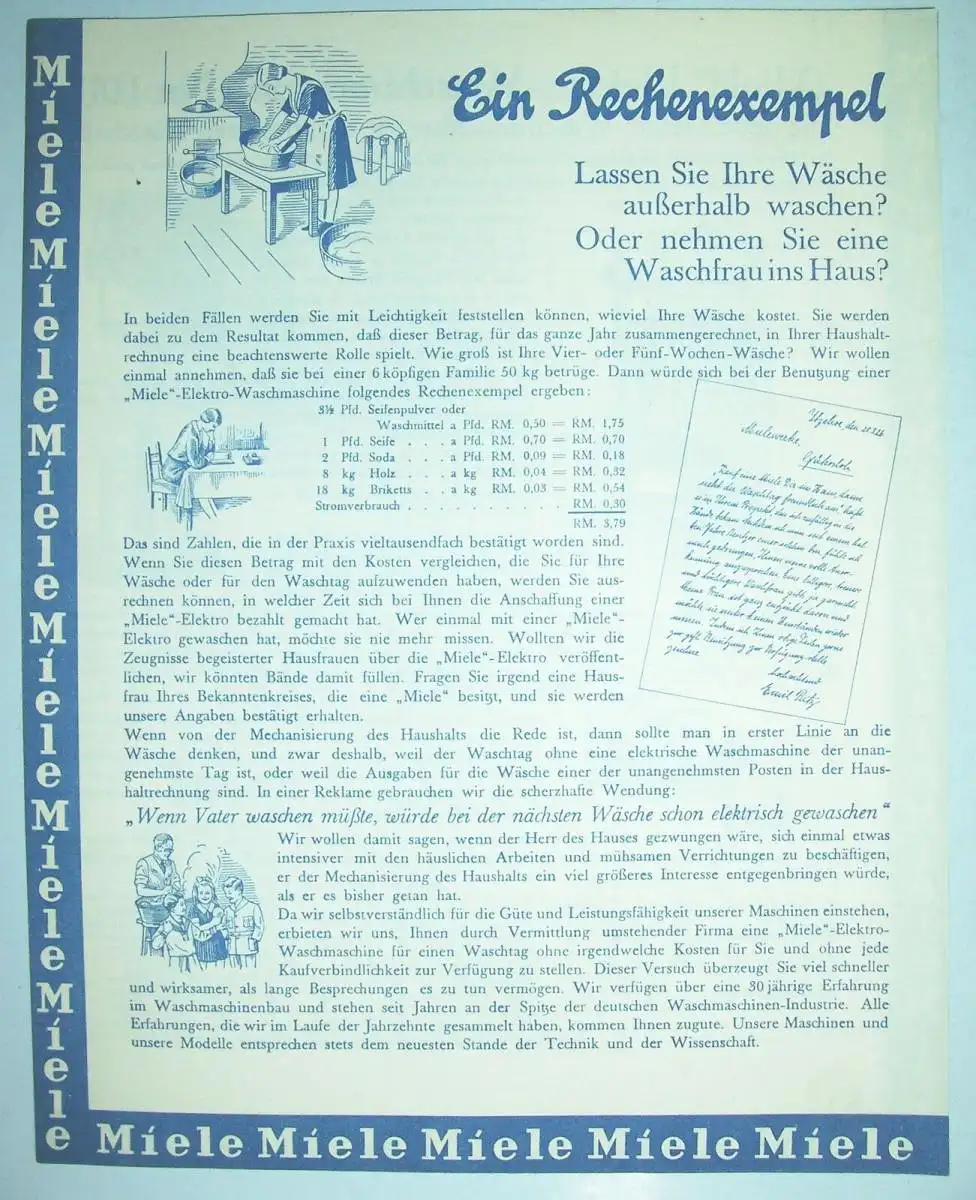 Miele Miele Miele Miele Miele Miele
Ein Rechenexempel
Lassen Sie Ihre Wäsche
außerhalb waschen?
Oder nehmen Sie eine
Waschfrau ins Haus?
In beiden Fällen werden Sie mit Leichtigkeit feststellen können, wieviel Ihre Wäsche kostet. Sie werden
dabei zu dem Resultat kommen, daß dieser Betrag, für das ganze Jahr zusammengerechnet, in Ihrer Haushalt-
rechnung eine beachtenswerte Rolle spielt. Wie groß ist Ihre Vier- oder Fünf-Wochen-Wäsche? Wir wollen
einmal annehmen, daß sie bei einer 6 köpfigen Familie 50 kg betrüge. Dann würde sich bei der Benutzung einer
„Miele“-Elektro-Waschmaschine folgendes Rechenexempel ergeben:
3½ Pfd. Seifenpulver oder
Waschmittel a Pfd. RM. 0,50 = RM. 1,75
1 Pfd. Seife . . . a Pfd. RM. 0,70 = RM. 0,70
2 Pfd. Soda . . . a Pfd. RM. 0,09 = RM. 0,18
8 kg Holz . . . a kg RM. 0,04 = RM. 0,32
18 kg Briketts . . a kg RM. 0,03 = RM. 0,54
Stromverbrauch . . . . . . . . . . RM. 0,30
RM. 3,79
Das sind Zahlen, die in der Praxis vieltausendfach bestätigt worden sind.
Wenn Sie diesen Betrag mit den Kosten vergleichen, die Sie für Ihre
Wäsche oder für den Waschtag aufzuwenden haben, werden Sie aus-
rechnen können, in welcher Zeit sich bei Ihnen die Anschaffung einer
„Miele“-Elektro bezahlt gemacht hat. Wer einmal mit einer „Miele“-
Elektro gewaschen hat, möchte sie nie mehr missen. Wollten wir die
Zeugnisse begeisterter Hausfrauen über die „Miele“-Elektro veröffent-
lichen, wir könnten Bände damit füllen. Fragen Sie irgend eine Haus-
frau Ihres Bekanntenkreises, die eine „Miele“ besitzt, und sie werden
unsere Angaben bestätigt erhalten.
Mielewerke,
Gütersloh
Emil
Wenn von der Mechanisierung des Haushalts die Rede ist, dann sollte man in erster Linie an die
Wäsche denken, und zwar deshalb, weil der Waschtag ohne eine elektrische Waschmaschine der unan-
genehmste Tag ist, oder weil die Ausgaben für die Wäsche einer der unangenehmsten Posten in der Haus-
haltrechnung sind. In einer Reklame gebrauchen wir die scherzhafte Wendung:
„Wenn Vater waschen müßte, würde bei der nächsten Wäsche schon elektrisch gewaschen“
Wir wollen damit sagen, wenn der Herr des Hauses gezwungen wäre, sich einmal etwas
intensiver mit den häuslichen Arbeiten und mühsamen Verrichtungen zu beschäftigen,
er der Mechanisierung des Haushalts ein viel größeres Interesse entgegenbringen würde,
als er es bisher getan hat.
Da wir selbstverständlich für die Güte und Leistungsfähigkeit unserer Maschinen einstehen,
erbieten wir uns, Ihnen durch Vermittlung umstehender Firma eine „Miele“-Elektro-
Waschmaschine für einen Waschtag ohne irgendwelche Kosten für Sie und ohne jede
Kaufverbindlichkeit zur Verfügung zu stellen. Dieser Versuch überzeugt Sie viel schneller
und wirksamer, als lange Besprechungen es zu tun vermögen. Wir verfügen über eine 30 jährige Erfahrung
im Waschmaschinenbau und stehen seit Jahren an der Spitze der deutschen Waschmaschinen-Industrie. Alle
Erfahrungen, die wir im Laufe der Jahrzehnte gesammelt haben, kommen Ihnen zugute. Unsere Maschinen und
unsere Modelle entsprechen stets dem neuesten Stande der Technik und der Wissenschaft.
Miele Miele Miele Miele Miele